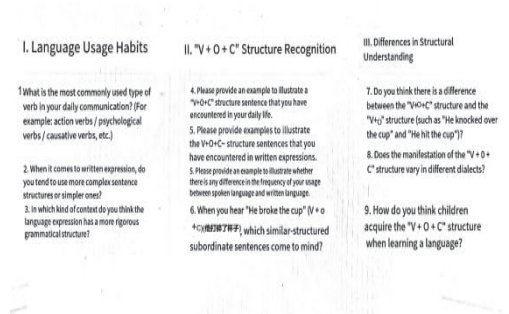 I. Language Usage Habits
1 What is the most commonly used type of
verb in your daily communication? (For
example: action verbs / psychological
verbs / causative verbs, etc.)
2. When it comes to written expression, do
you tend to use more complex sentence
structures or simpler ones?
3. In which kind of context do you think the
language expression has a more rigorous
grammatical structure?
II. "V + O + C" Structure Recognition
4. Please provide an example to illustrate a
"V+O+C" structure sentence that you have
encountered in your daily life.
5. Please provide examples to illustrate
the V+O+C- structure sentences that you
have encountered in written expressions.
5. Please provide an example to illustrate whether
there is any difference in the frequency of your usage
between spoken language and written language.
6. When you hear "He broke the cup" (V + o
+c)(他打碎了杯子), which similar-structured
subordinate sentences come to mind?
III. Differences in Structural
Understanding
7. Do you think there is a difference
between the "V+O+C" structure and the
"V+o" structure (such as "He knocked over
the cup" and "He hit the cup")?
8. Does the manifestation of the "V + O +
C" structure vary in different dialects?
9. How do you think children
acquire the "V + O + C" structure
when learning a language?